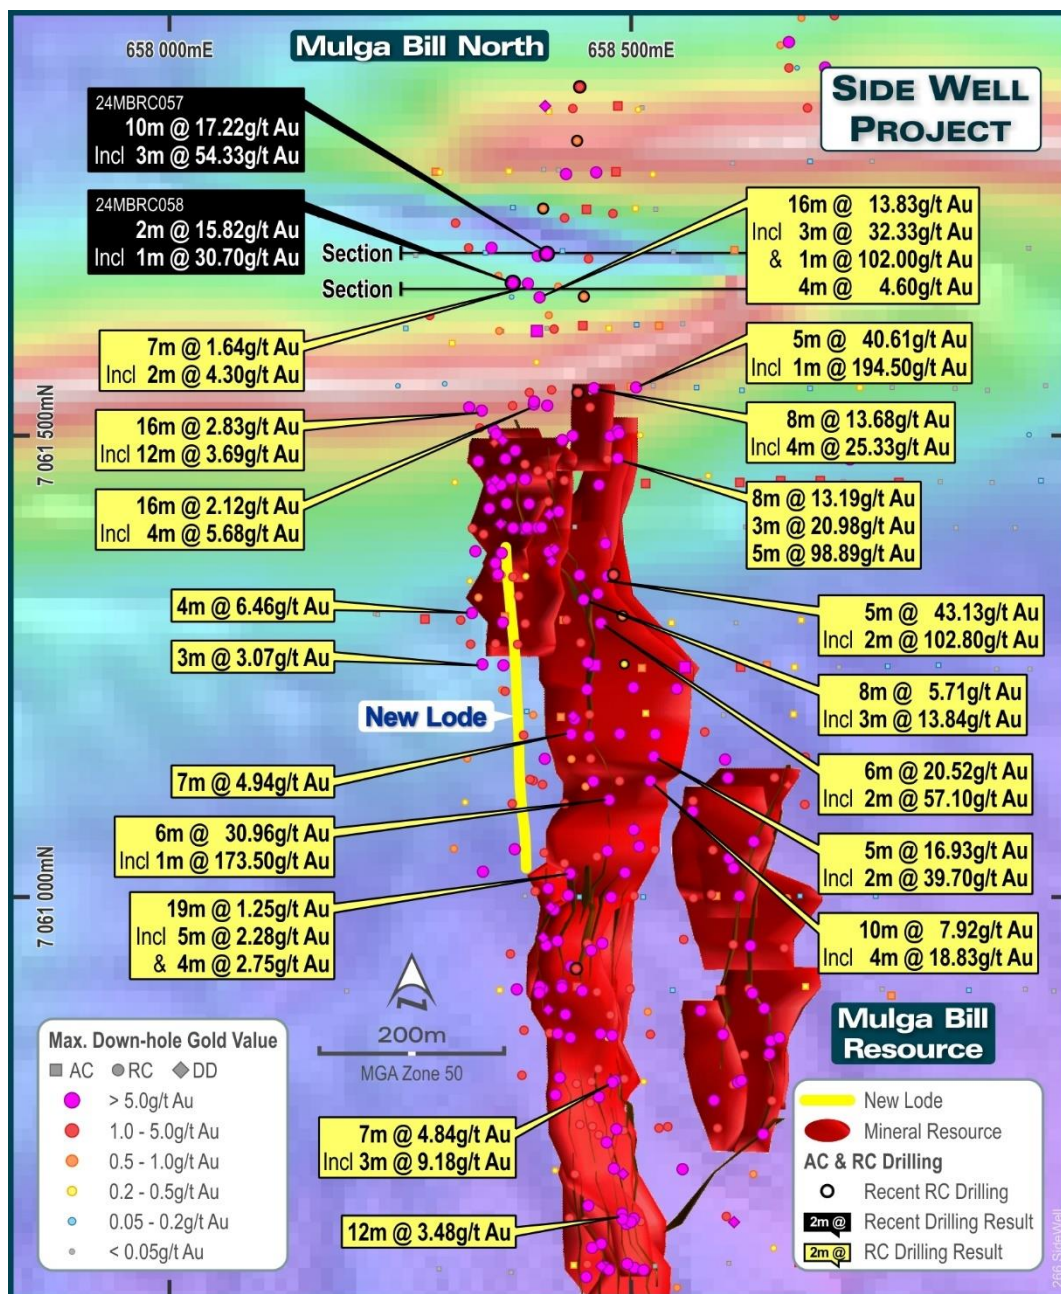 658 000mE
Mulga Bill North
658 500mE
SIDE WELL
PROJECT
24MBRC057
10m @ 17.22g/t Au
Incl 3m @ 54.33g/t Au
24MBRC058
2m @ 15.82g/t Au
Incl 1m @ 30.70g/t Au
Section
Section
16m @ 13.83g/t Au
Incl 3m @ 32.33g/t Au
& 1m @ 102.00g/t Au
4m @ 4.60g/t Au
7m @ 1.64g/t Au
Incl 2m @ 4.30g/t Au
5m @ 40.61g/t Au
Incl 1m @ 194.50g/t Au
7 061 500mN
16m @ 2.83g/t Au
Incl 12m @ 3.69g/t Au
8m @ 13.68g/t Au
Incl 4m @ 25.33g/t Au
16m @ 2.12g/t Au
Incl 4m @ 5.68g/t Au
8m @ 13.19g/t Au
3m @ 20.98g/t Au
5m @ 98.89g/t Au
4m @ 6.46g/t Au
5m @ 43.13g/t Au
Incl 2m @ 102.80g/t Au
3m @ 3.07g/t Au
8m @ 5.71g/t Au
Incl 3m @ 13.84g/t Au
New Lode
7m @ 4.94g/t Au
6m @ 20.52g/t Au
Incl 2m @ 57.10g/t Au
6m @ 30.96g/t Au
Incl 1m @ 173.50g/t Au
5m @ 16.93g/t Au
Incl 2m @ 39.70g/t Au
7 061 000mN
19m @ 1.25g/t Au
Incl 5m @ 2.28g/t Au
& 4m @ 2.75g/t Au
10m @ 7.92g/t Au
Incl 4m @ 18.83g/t Au
N
200m
MGA Zone 50
Mulga Bill
Resource
Max. Down-hole Gold Value
AC RC DD
> 5.0g/t Au
1.0 - 5.0g/t Au
0.5 - 1.0g/t Au
0.2 - 0.5g/t Au
0.05 - 0.2g/t Au
< 0.05g/t Au
7m @ 4.84g/t Au
Incl 3m @ 9.18g/t Au
12m @ 3.48g/t Au
New Lode
Mineral Resource
AC & RC Drilling
Recent RC Drilling
2m @ Recent Drilling Result
2m @ RC Drilling Result
266 SideWell